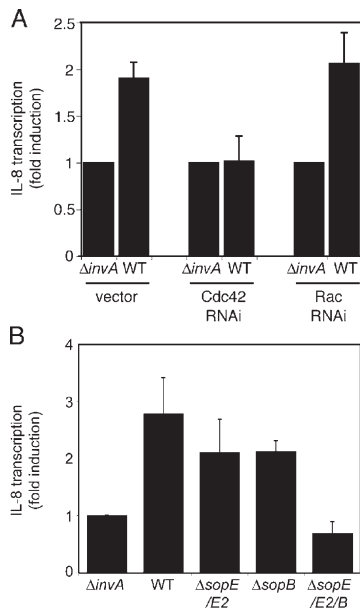 A
IL-8 transcription
(fold induction)
2.5
2
1.5
1
0.5
0
ΔinvA WT ΔinvA WT ΔinvA WT
vector Cdc42 Rac
RNAi RNAi
B
IL-8 transcription
(fold induction)
4
3
2
1
0
ΔinvA WT ΔsopE ΔsopB ΔsopE
/E2 /E2/B